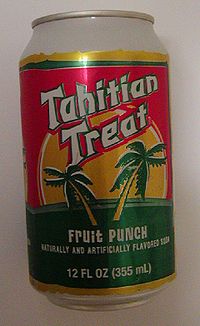 Tahitian
Treat
FRUIT PUNCH
NATURALLY AND ARTIFICIALLY FLAVORED SODA
12 FL OZ (355 mL)